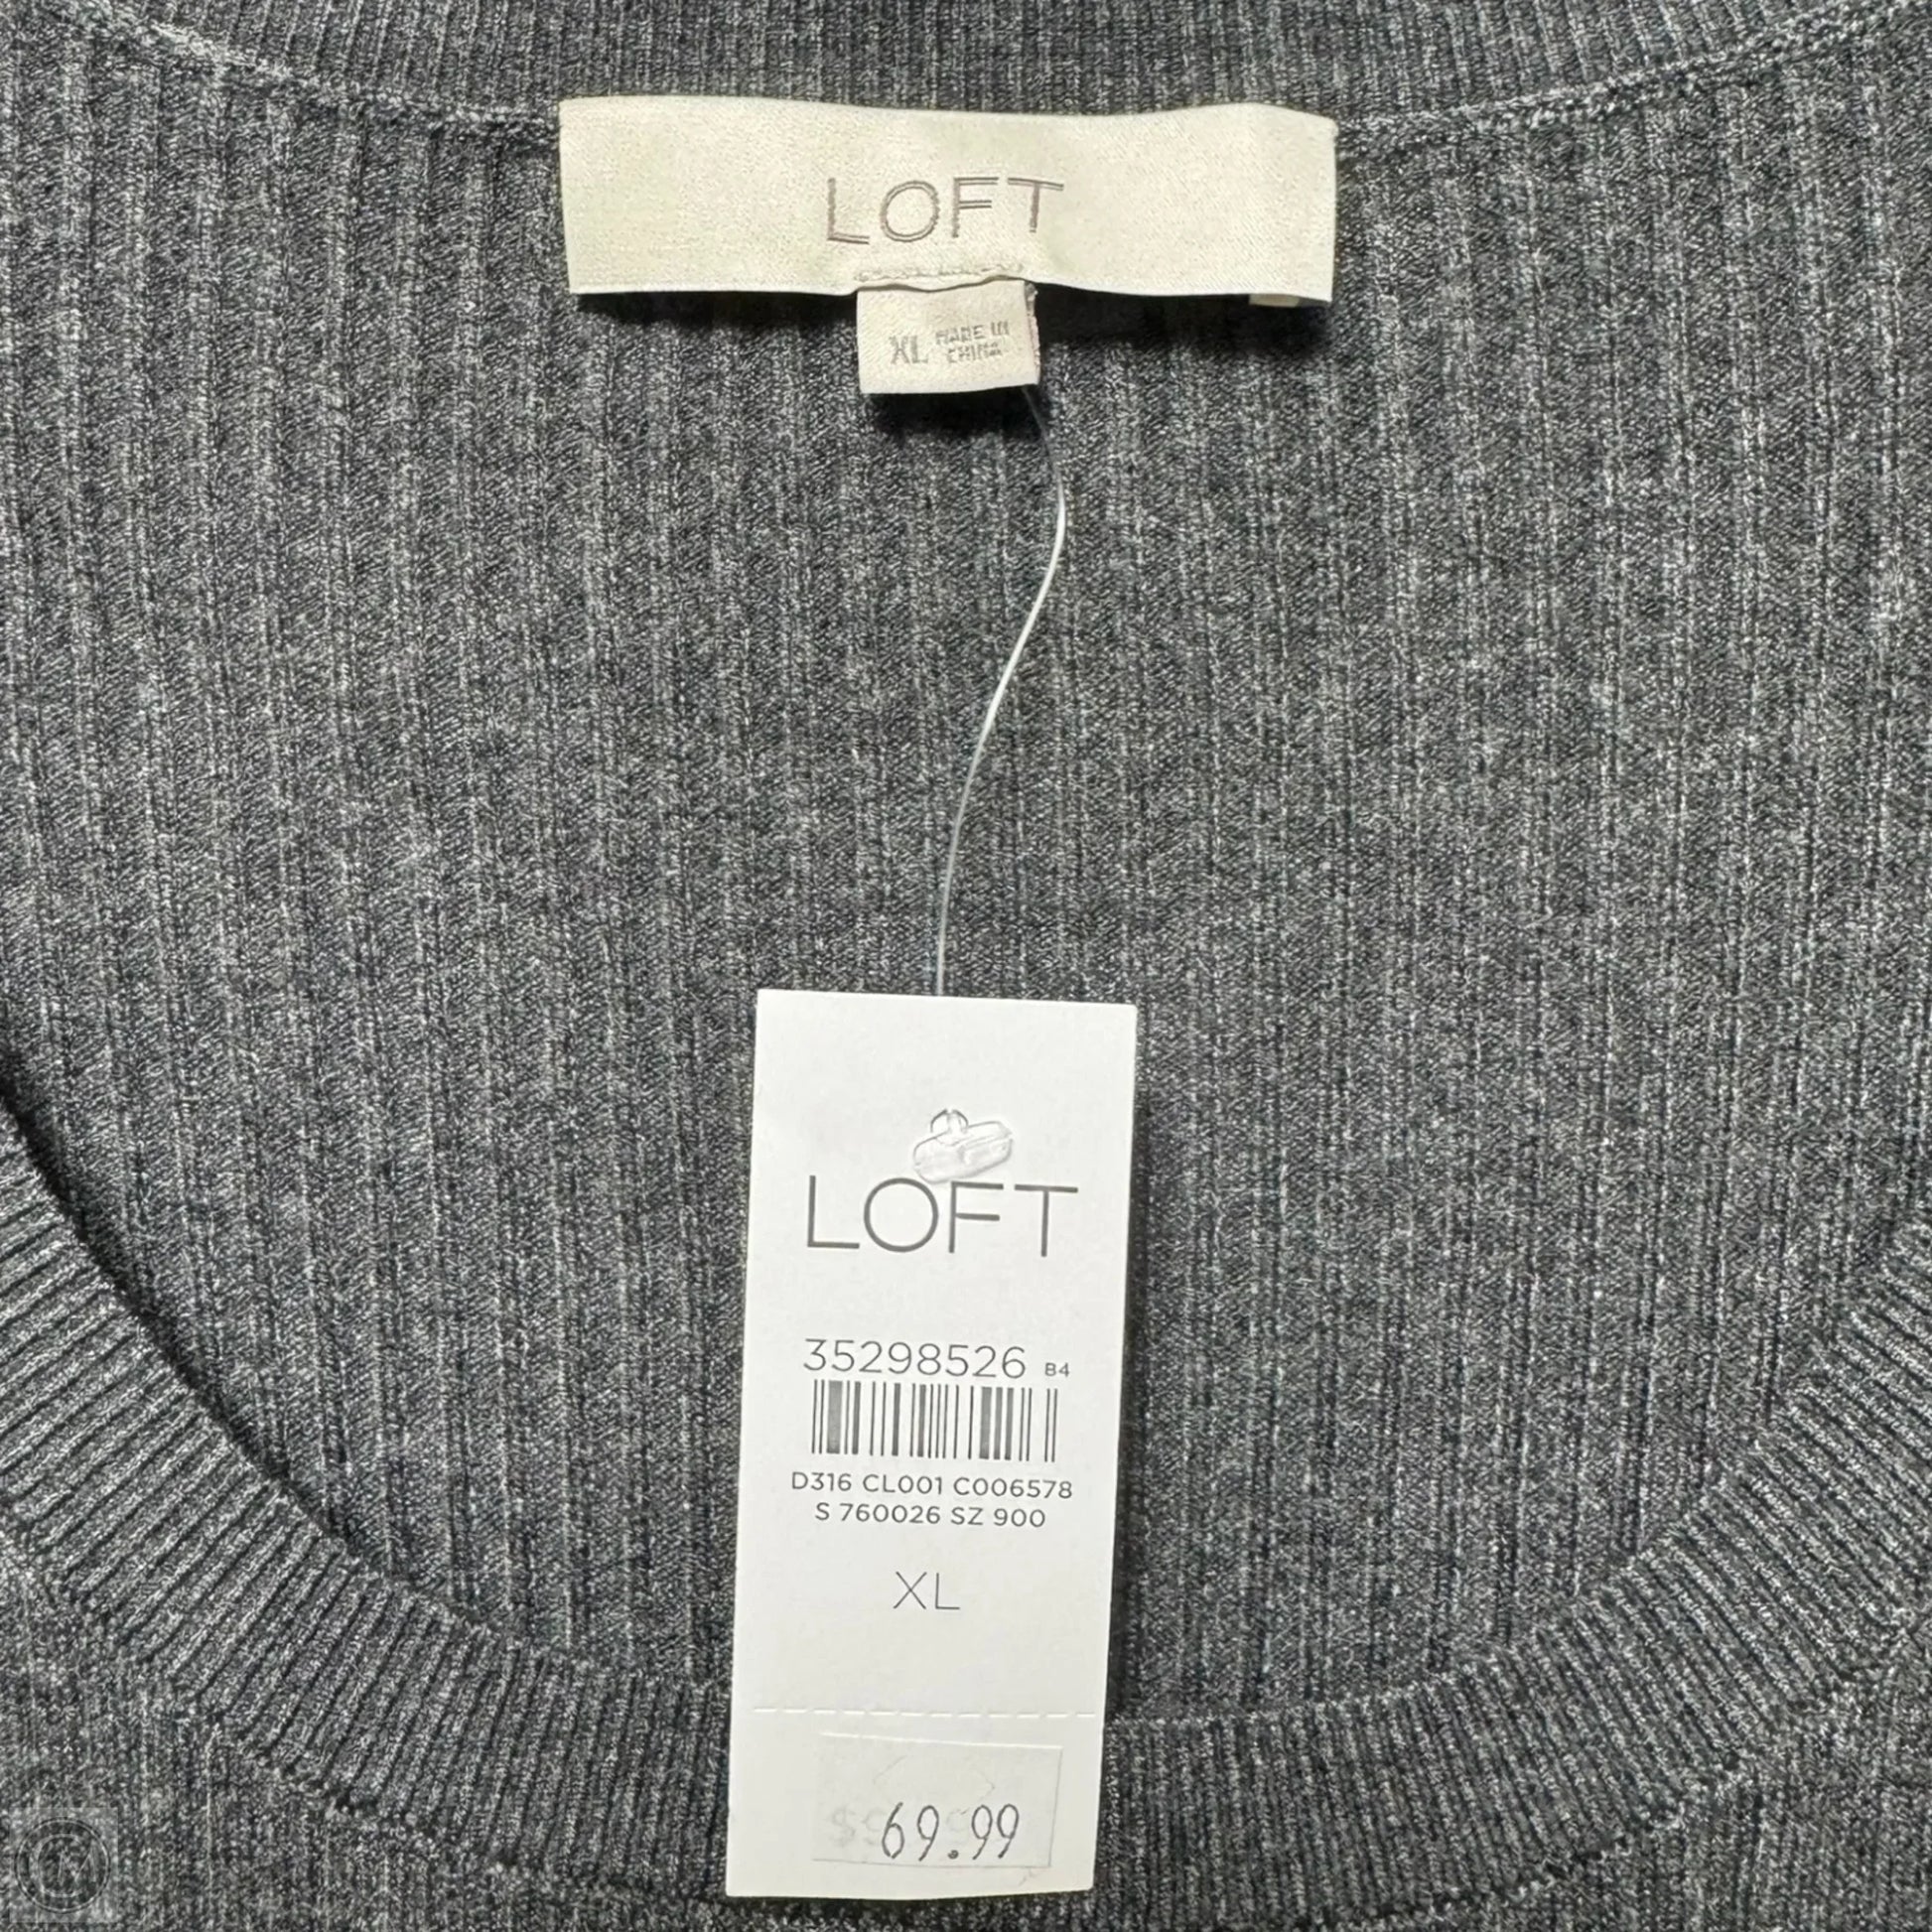 LOFT
XL MADE IN
CHINA
LOFT
35298526 B4
D316 CL001 C006578
S 760026 SZ 900
XL
69.99